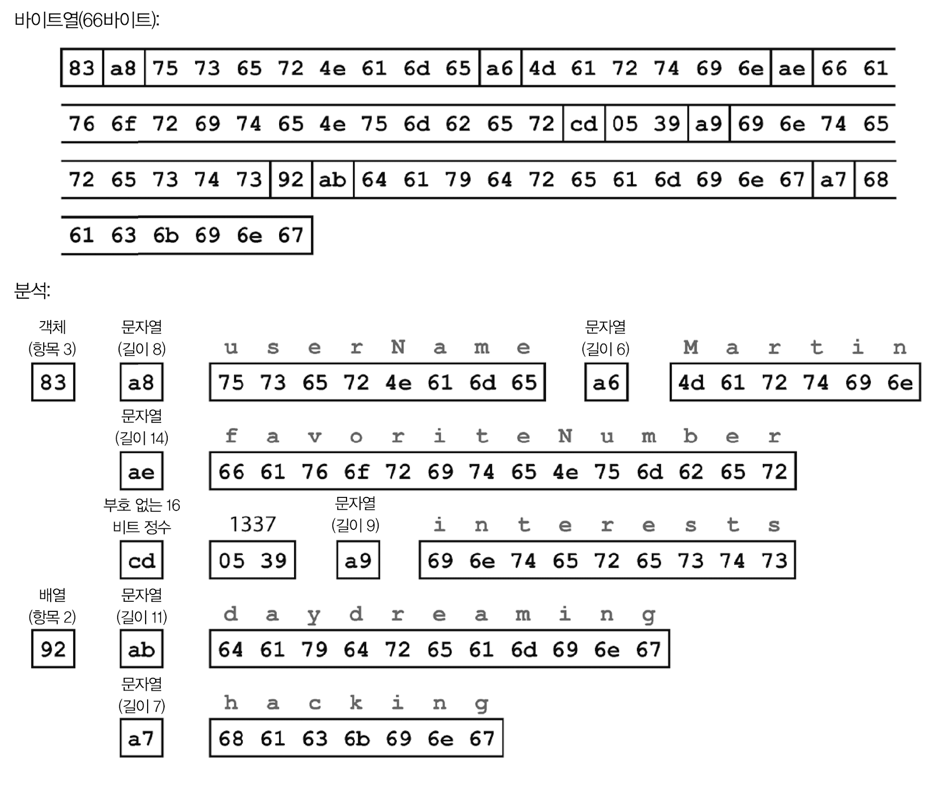 바이트열(66바이트):
83 a8 75 73 65 72 4e 61 6d 65 a6 4d 61 72 74 69 6e ae 66 61
76 6f 72 69 74 65 4e 75 6d 62 65 72 cd 05 39 a9 69 6e 74 65
72 65 73 74 73 92 ab 64 61 79 64 72 65 61 6d 69 6e 67 a7 68
61 63 6b 69 6e 67
분석:
객체 문자열 문자열
(항목 3) (길이 8) u s e r N a m e (길이 6) M a r t i n
83 a8 75 73 65 72 4e 61 6d 65 a6 4d 61 72 74 69 6e
문자열
(길이 14) f a v o r i t e N u m b e r
ae 66 61 76 6f 72 69 74 65 4e 75 6d 62 65 72
부호 없는 16 문자열
비트 정수 1337 (길이 9) i n t e r e s t s
cd 05 39 a9 69 6e 74 65 72 65 73 74 73
배열 문자열
(항목 2) (길이 11) d a y d r e a m i n g
92 ab 64 61 79 64 72 65 61 6d 69 6e 67
문자열
(길이 7) h a c k i n g
a7 68 61 63 6b 69 6e 67